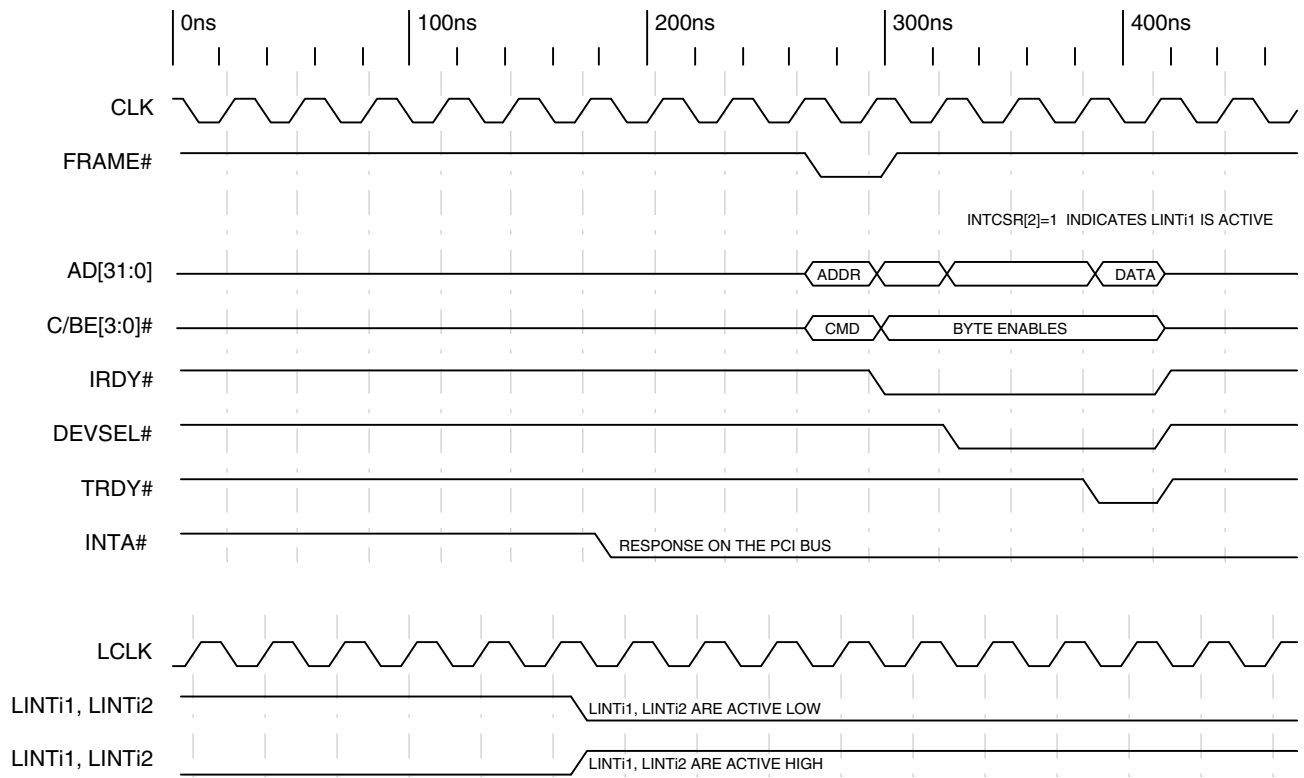 0ns 100ns 200ns 300ns 400ns
CLK
FRAME#
INTCSR[2]=1 INDICATES LINTi1 IS ACTIVE
AD[31:0] ADDR DATA
C/BE[3:0]# CMD BYTE ENABLES
IRDY#
DEVSEL#
TRDY#
INTA# RESPONSE ON THE PCI BUS
LCLK
LINTi1, LINTi2 LINTi1, LINTi2 ARE ACTIVE LOW
LINTi1, LINTi2 LINTi1, LINTi2 ARE ACTIVE HIGH